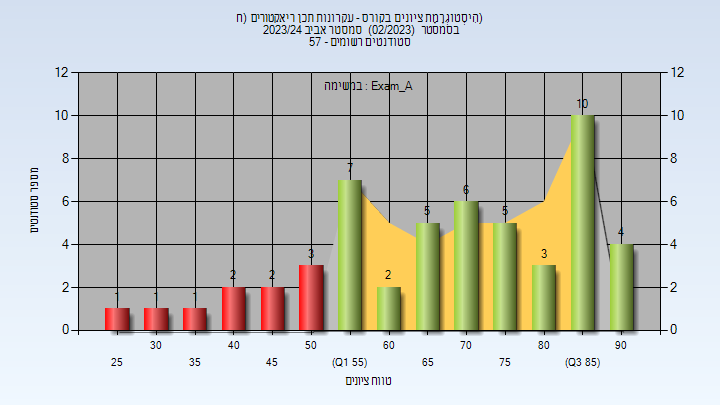 (הִיסְטוֹגְרָמַת ציונים בקורס - עקרונות תכן ריאקטורים (ח
בסמסטר (02/2023) סמסטר אביב 2023/24
סטודנטים רשומים - 57
במשימה : Exam_A
12 12
10 10
8 8
6 6
4 4
2 2
0 0
1 1 1 2 2 3 7 2 5 6 5 3 10 4
מספר סטודנטים
30 40 50 60 70 80 90
25 35 45 (Q1 55) 65 75 (Q3 85)
טווח ציונים